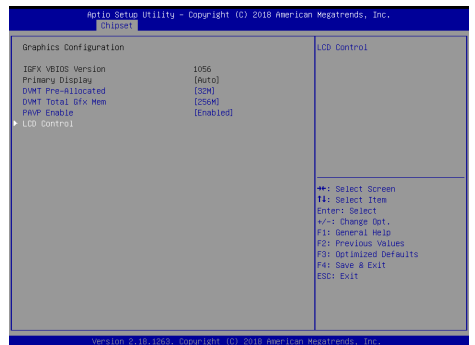 Aptio Setup Utility – Copyright (C) 2018 American Megatrends, Inc.
Chipset
Graphics Configuration
IGFX VBIOS Version 1056
Primary Display [Auto]
DVMT Pre-Allocated [32M]
DVMT Total Gfx Mem [256M]
PAVP Enable [Enabled]
LCD Control
LCD Control
→←: Select Screen
↑↓: Select Item
Enter: Select
+/-: Change Opt.
F1: General Help
F2: Previous Values
F3: Optimized Defaults
F4: Save & Exit
ESC: Exit
Version 2.18.1263. Copyright (C) 2018 American Megatrends, Inc.